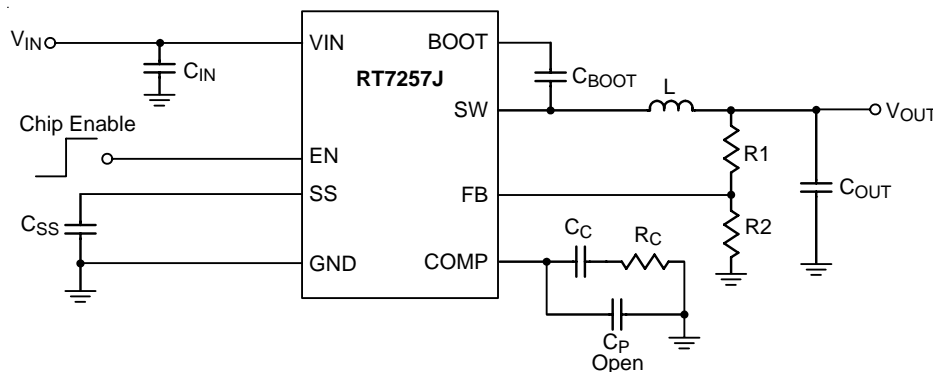 VIN
VIN
BOOT
CIN
RT7257J
CBOOT
L
SW
VOUT
Chip Enable
R1
EN
SS
FB
COUT
CSS
R2
CC
RC
GND
COMP
CP
Open